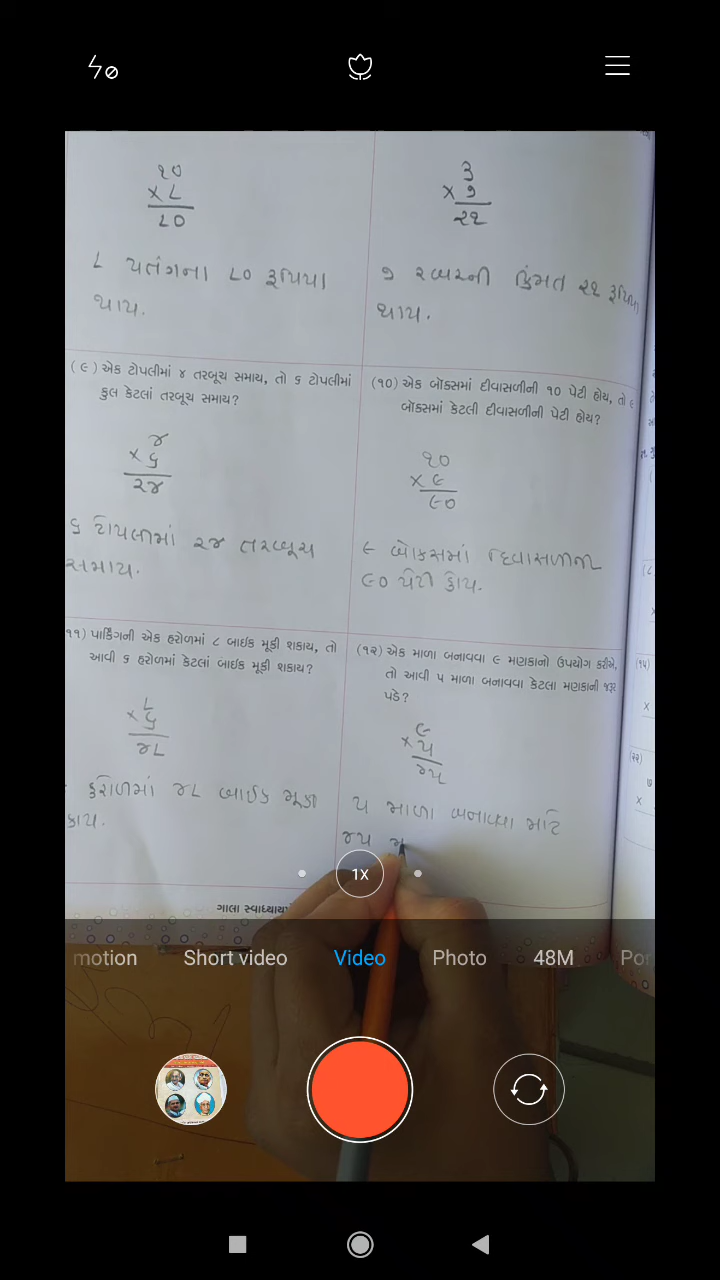 ૧૦
× ૮
૮૦
૮ પતંગના ૮૦ રૂપિયા
થાય.
૩
× ૭
૨૧
૭ રબ્બરની કિંમત ૨૧ રૂપિયા
થાય.
(૯) એક ટોપલીમાં ૪ તરબૂચ સમાય, તો ૬ ટોપલીમાં
કુલ કેટલાં તરબૂચ સમાય?
૪
× ૬
૨૪
૬ ટોપલીમાં ૨૪ તરબૂચ
સમાય.
(૧૦) એક બૉક્સમાં દીવાસળીની ૧૦ પેટી હોય, તો ૯
બૉક્સમાં કેટલી દીવાસળીની પેટી હોય?
૧૦
× ૯
૯૦
૯ બોકસમાં દિવાસળીની
૯૦ પેટી હોય.
૧૧) પાર્કિંગની એક હરોળમાં ૮ બાઇક મૂકી શકાય, તો
આવી ૬ હરોળમાં કેટલાં બાઇક મૂકી શકાય?
૮
× ૬
૪૮
હરોળમાં ૪૮ બાઈક મૂકી
કાય.
(૧૨) એક માળા બનાવવા ૯ મણકાનો ઉપયોગ કરીએ,
તો આવી ૫ માળા બનાવવા કેટલા મણકાની જરૂર
પડે?
૯
× ૫
૪૫
૫ માળા બનાવવા માટે
૪૫ મ
ગાલા સ્વાધ્યાય
1X
motion Short video Video Photo 48M Por